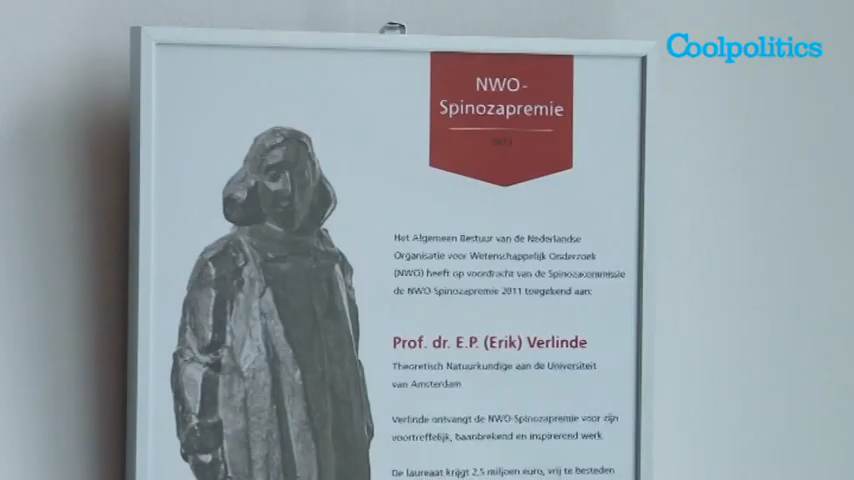 Coolpolitics
NWO-
Spinozapremie
2011
Het Algemeen Bestuur van de Nederlandse
Organisatie voor Wetenschappelijk Onderzoek
(NWO) heeft op voordracht van de Spinozacommissie
de NWO-Spinozapremie 2011 toegekend aan:
Prof. dr. E.P. (Erik) Verlinde
Theoretisch Natuurkundige aan de Universiteit
van Amsterdam
Verlinde ontvangt de NWO-Spinozapremie voor zijn
voortreffelijk, baanbrekend en inspirerend werk.
De laureaat krijgt 2,5 miljoen euro, vrij te besteden